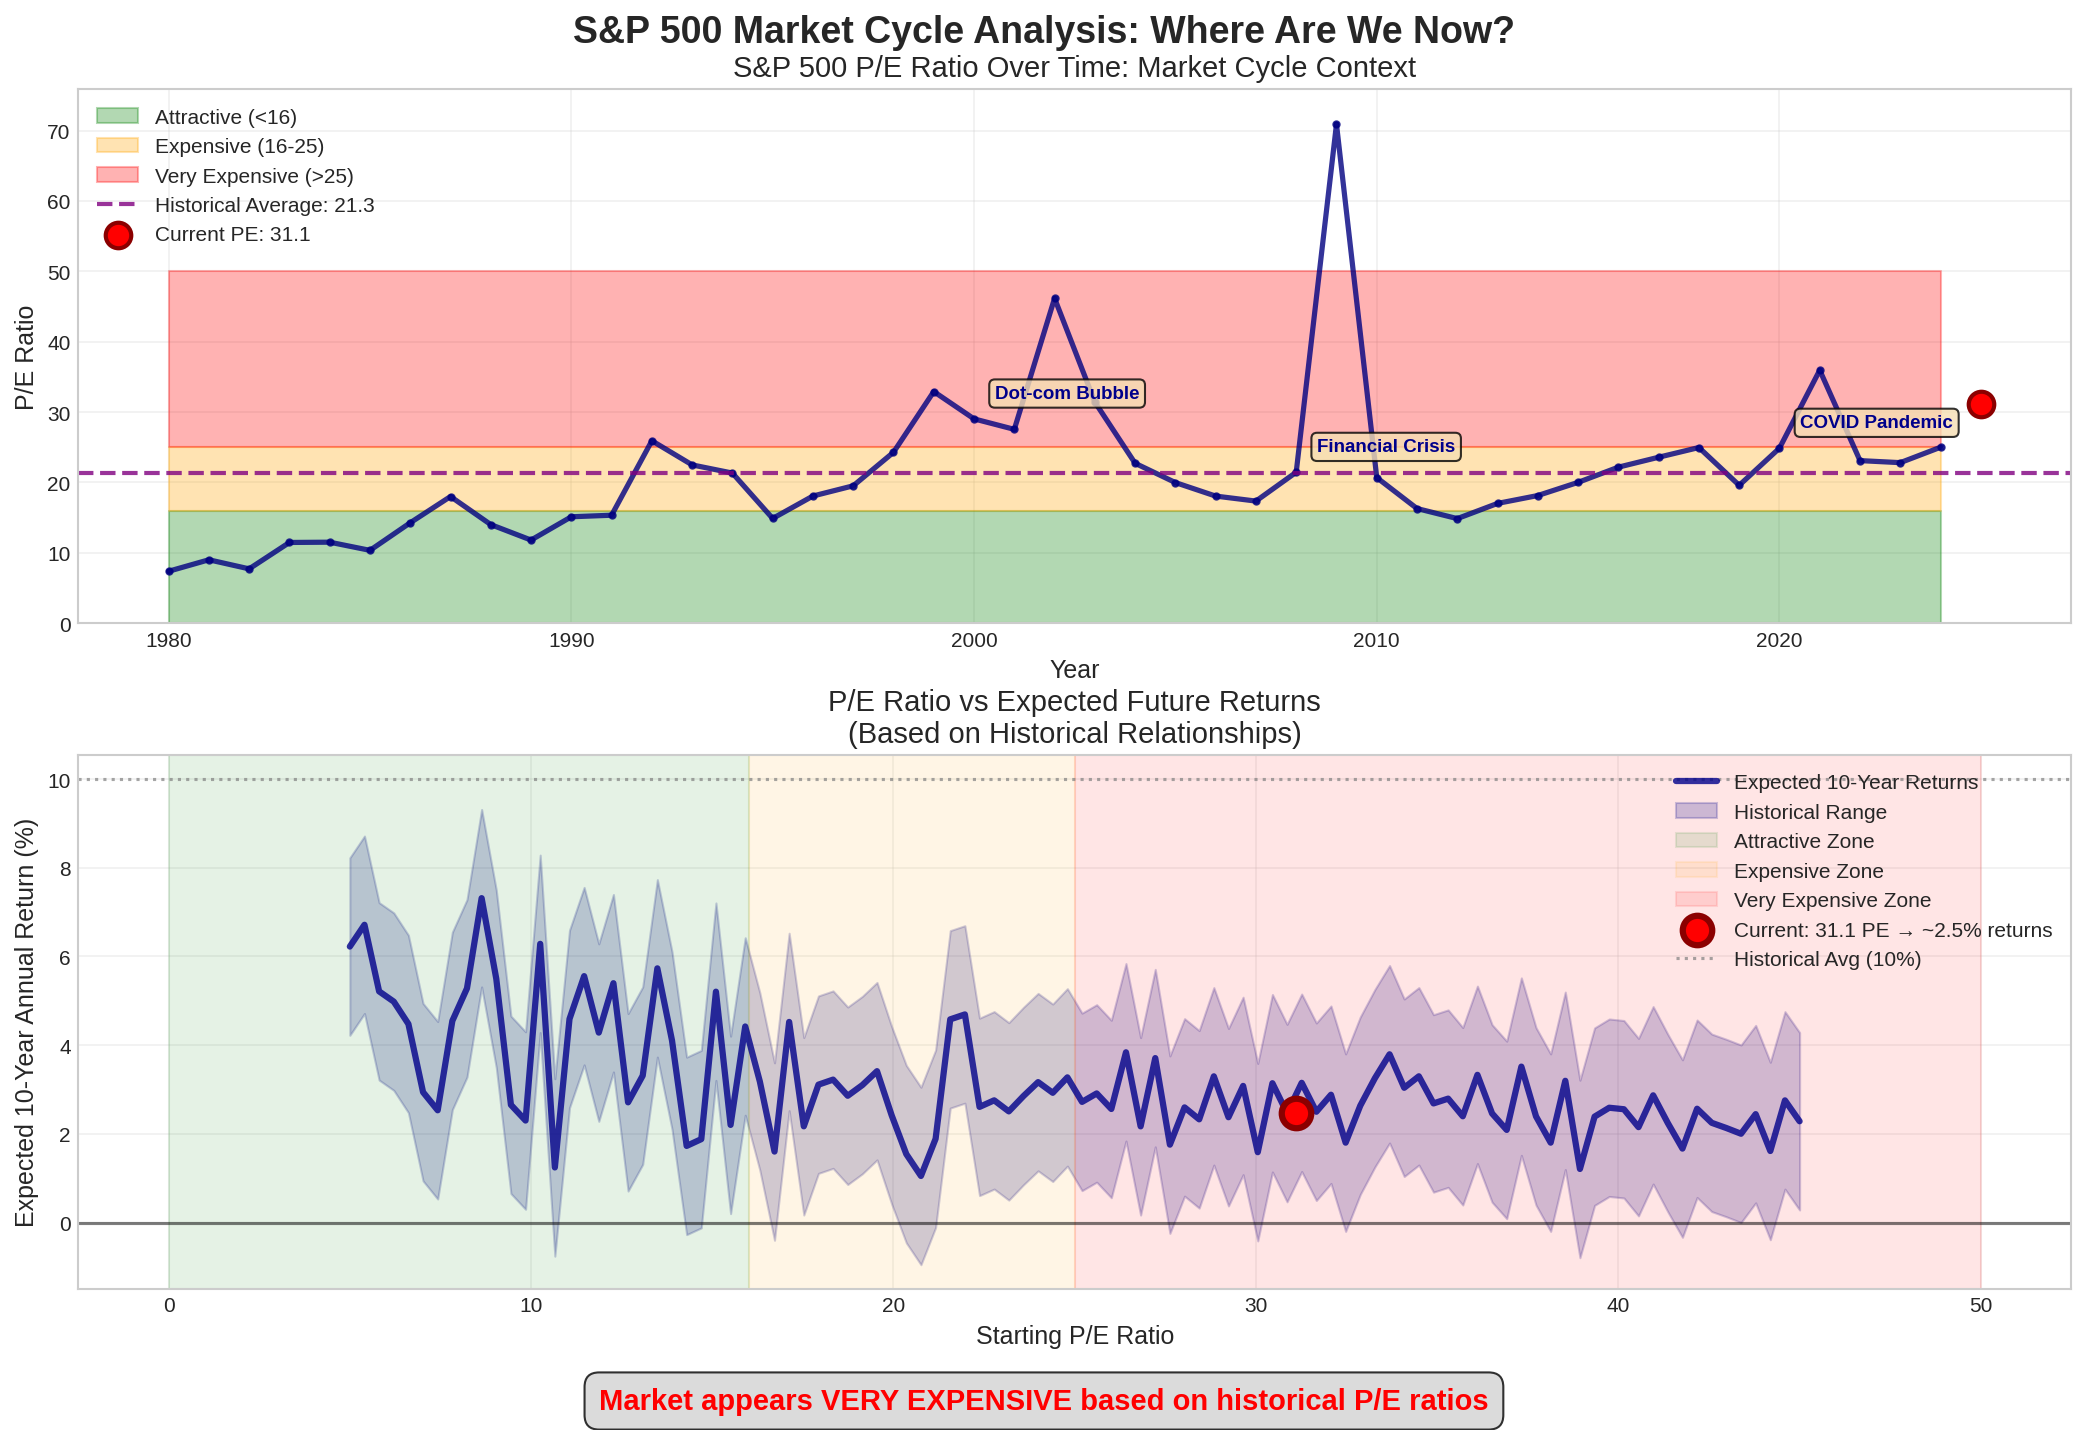 S&P 500 Market Cycle Analysis: Where Are We Now?
S&P 500 P/E Ratio Over Time: Market Cycle Context
Attractive (<16)
Expensive (16-25)
Very Expensive (>25)
Historical Average: 21.3
Current PE: 31.1
P/E Ratio
70
60
50
40
30
20
10
0
Dot-com Bubble
Financial Crisis
COVID Pandemic
1980
1990
2000
2010
2020
Year
P/E Ratio vs Expected Future Returns
(Based on Historical Relationships)
Expected 10-Year Annual Return (%)
10
8
6
4
2
0
Expected 10-Year Returns
Historical Range
Attractive Zone
Expensive Zone
Very Expensive Zone
Current: 31.1 PE → ~2.5% returns
Historical Avg (10%)
0
10
20
30
40
50
Starting P/E Ratio
Market appears VERY EXPENSIVE based on historical P/E ratios